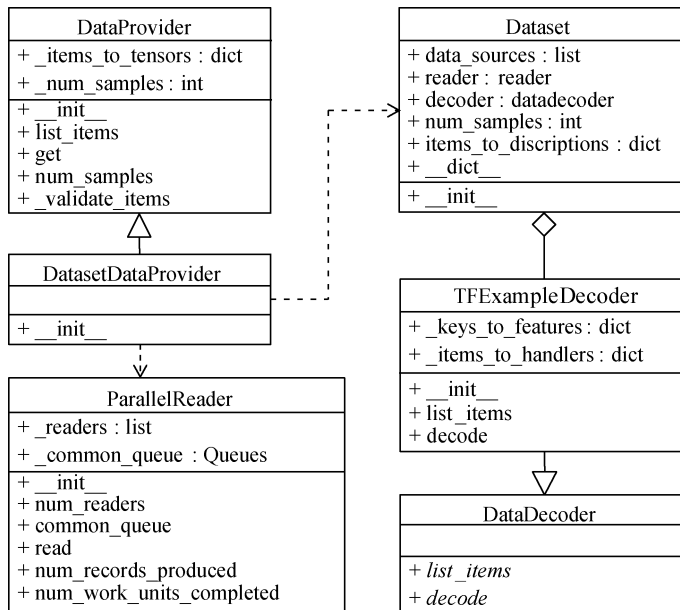 DataProvider
+ _items_to_tensors : dict
+ _num_samples : int
+ __init__
+ list_items
+ get
+ num_samples
+ _validate_items
DatasetDataProvider
+ __init__
ParallelReader
+ _readers : list
+ _common_queue : Queues
+ __init__
+ num_readers
+ common_queue
+ read
+ num_records_produced
+ num_work_units_completed
Dataset
+ data_sources : list
+ reader : reader
+ decoder : datadecoder
+ num_samples : int
+ items_to_discriptions : dict
+ __dict__
+ __init__
TFExampleDecoder
+ _keys_to_features : dict
+ _items_to_handlers : dict
+ __init__
+ list_items
+ decode
DataDecoder
+ list_items
+ decode